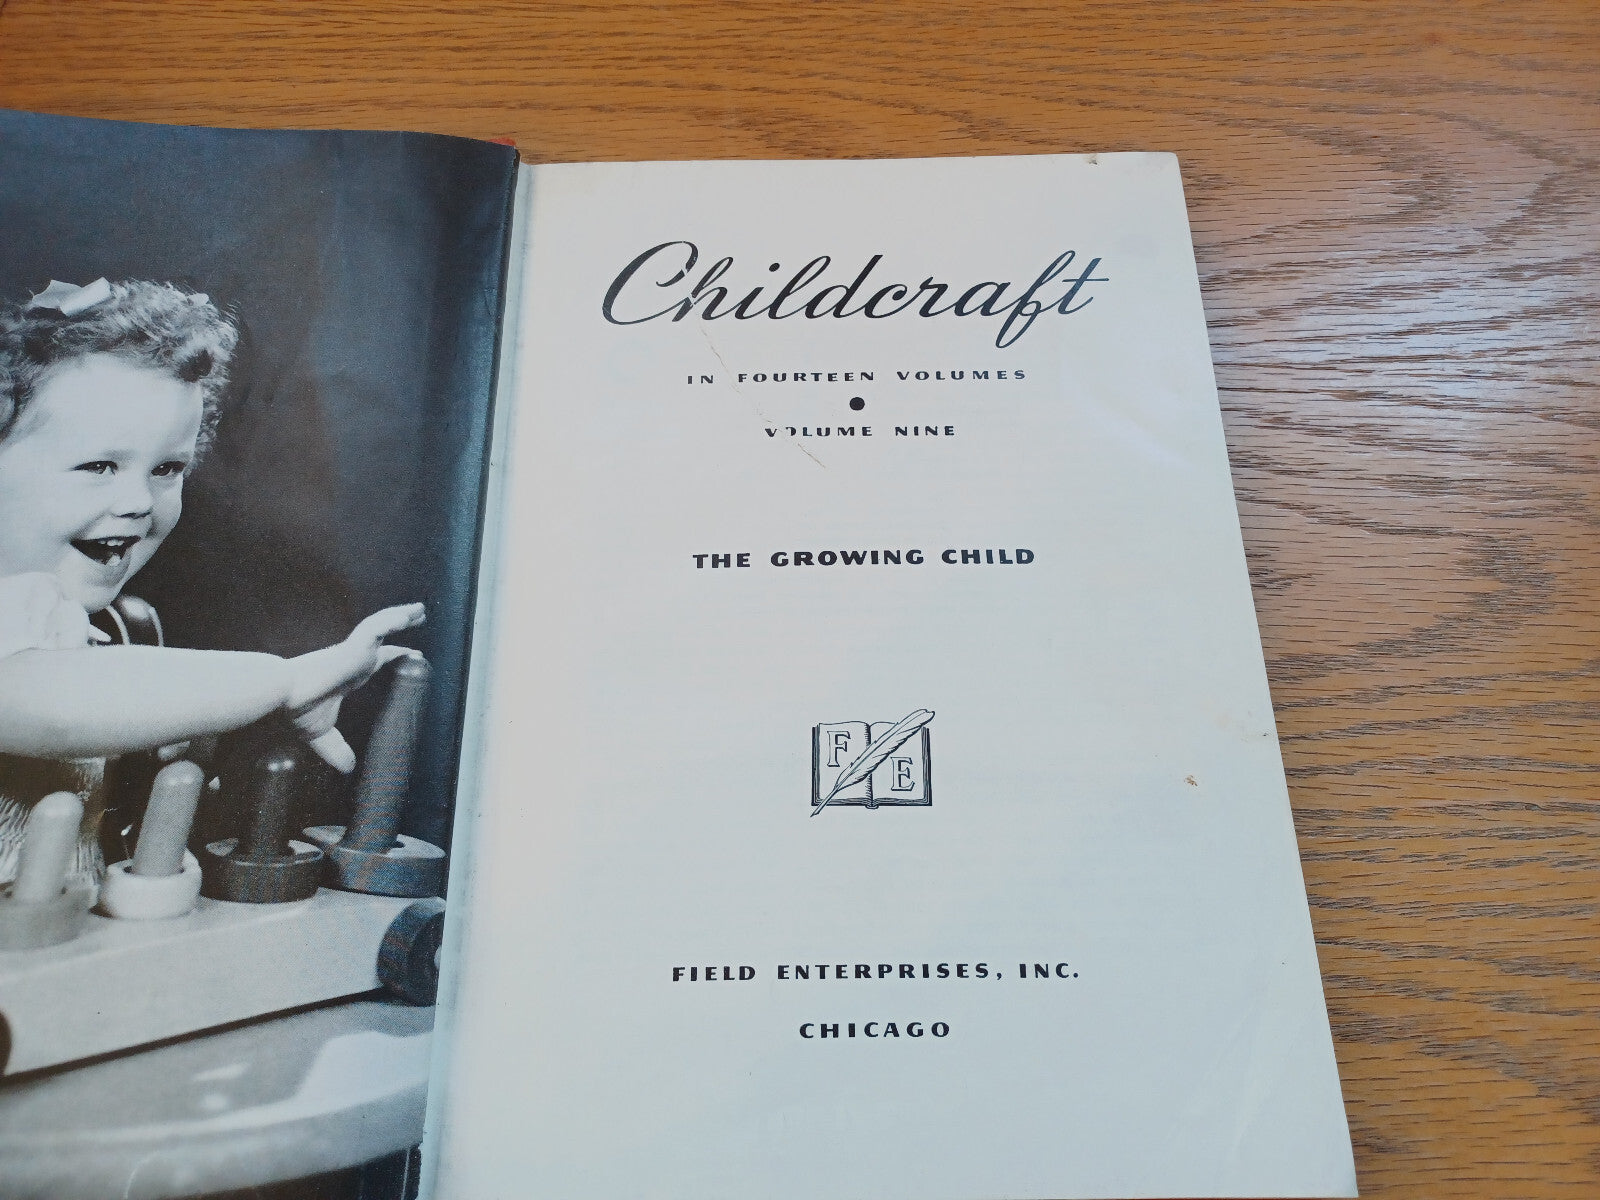 Childcraft
IN FOURTEEN VOLUMES
VOLUME NINE
THE GROWING CHILD
F
E
FIELD ENTERPRISES, INC.
CHICAGO